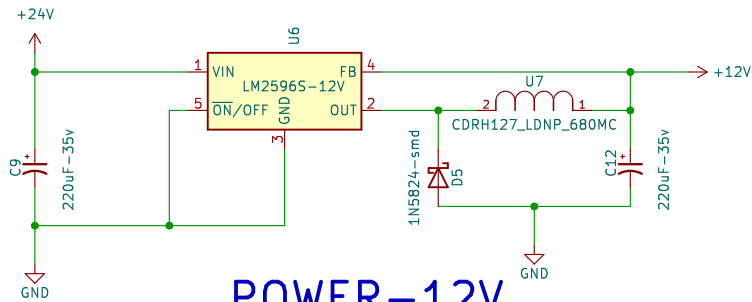 +24V
U6
1
VIN
FB
4
+12V
LM2596S-12V
U7
5
ON/OFF
GND
OUT
2
2
1
3
CDRH127_LDNP_680MC
C9
+
220uF-35v
1N5824-smd
D5
C12
+
220uF-35v
GND
GND
POWER-12V